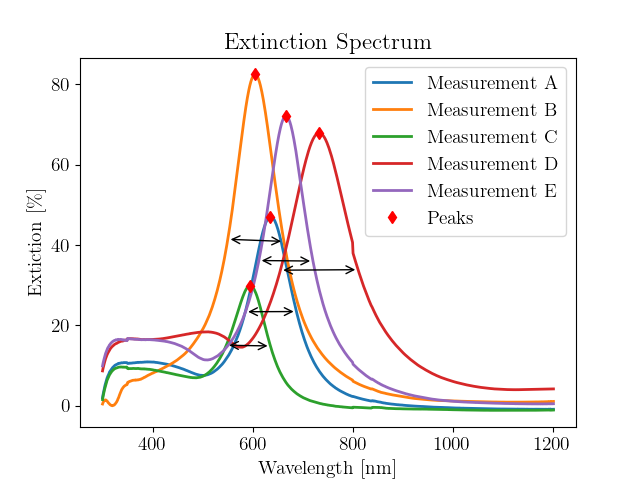 Extinction Spectrum
Extiction [%]
80
60
40
20
0
Measurement A
Measurement B
Measurement C
Measurement D
Measurement E
Peaks
400
600
800
1000
1200
Wavelength [nm]